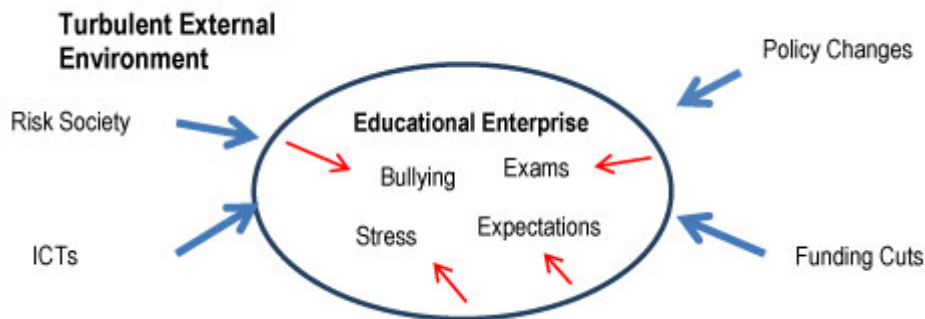 Turbulent External
Environment
Policy Changes
Risk Society
Educational Enterprise
Bullying
Exams
Stress
Expectations
ICTs
Funding Cuts